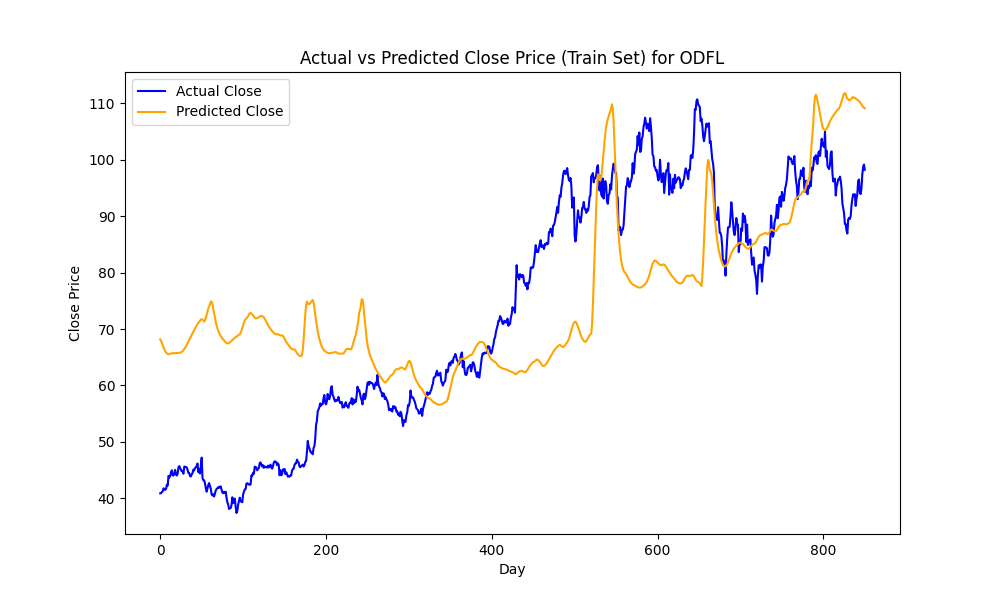 Actual vs Predicted Close Price (Train Set) for ODFL
Actual Close
Predicted Close
110
100
90
80
70
60
50
40
Close Price
0 200 400 600 800
Day